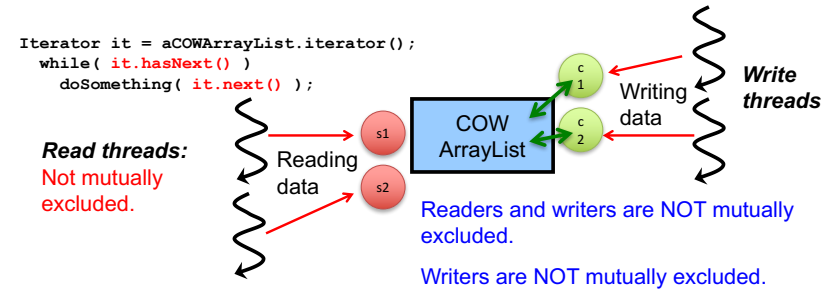 Iterator it = aCOWArrayList.iterator();
while( it.hasNext() )
doSomething( it.next() );
Read threads:
Not mutually
excluded.
Reading
data
s1
s2
COW
ArrayList
c
1
c
2
Writing
data
Write
threads
Readers and writers are NOT mutually
excluded.
Writers are NOT mutually excluded.